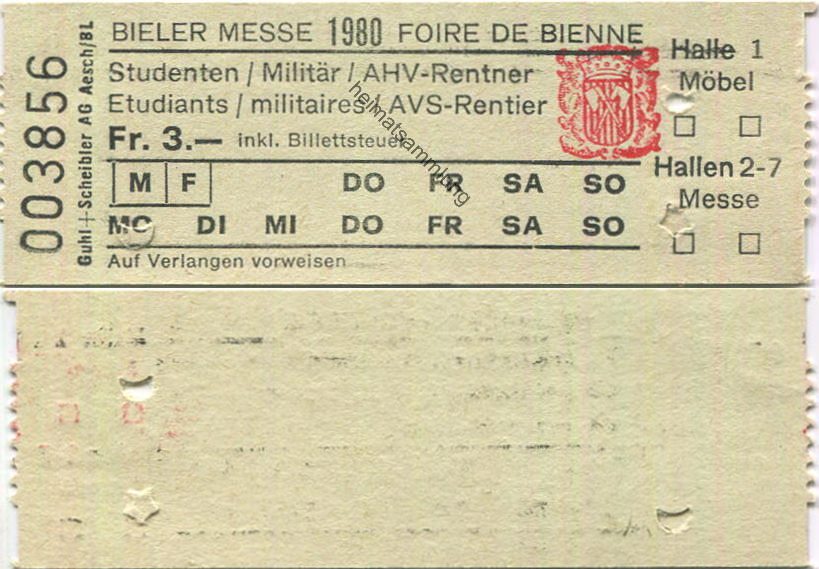 003856
Guhl + Scheibler AG Aesch/BL
BIELER MESSE 1980 FOIRE DE BIENNE
Studenten / Militär / AHV-Rentner
Etudiants / militaires / AVS-Rentier
Fr. 3.— inkl. Billettsteuer
M F DO FR SA SO
MO DI MI DO FR SA SO
Auf Verlangen vorweisen
Halle 1
Möbel
Hallen 2-7
Messe
heimatsammlung